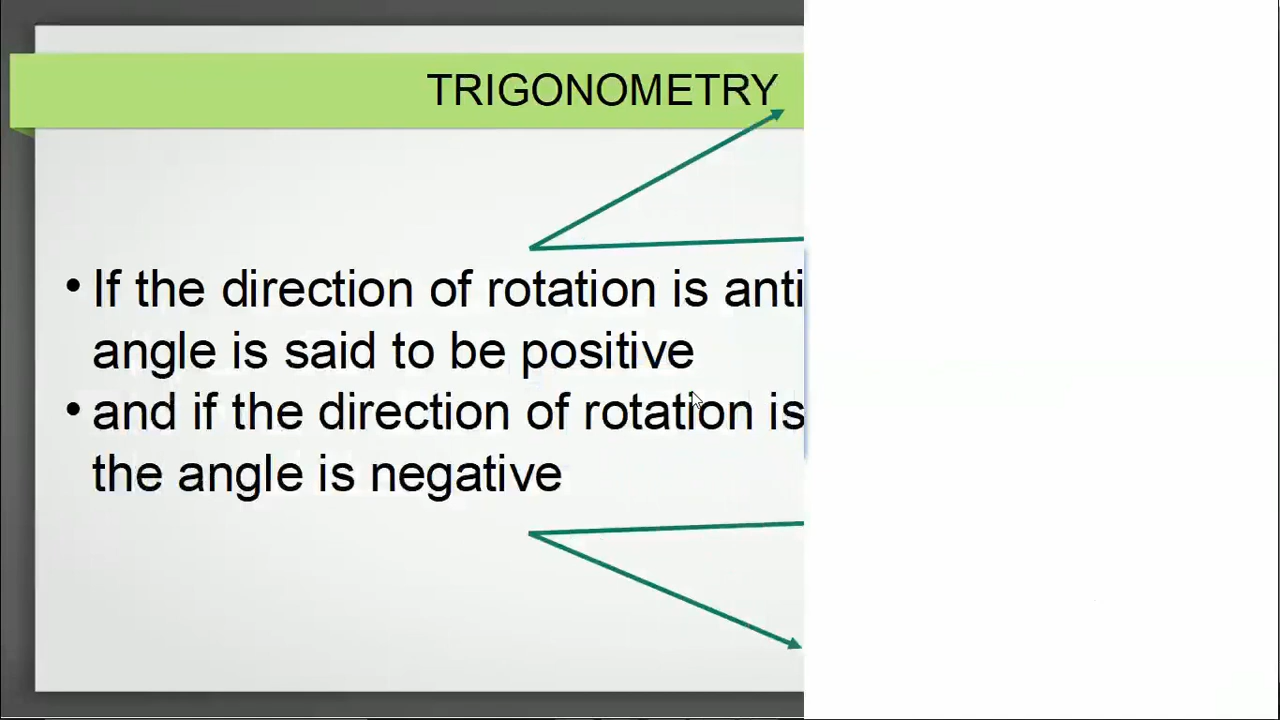 TRIGONOMETRY
• If the direction of rotation is anti
angle is said to be positive
• and if the direction of rotation is
the angle is negative